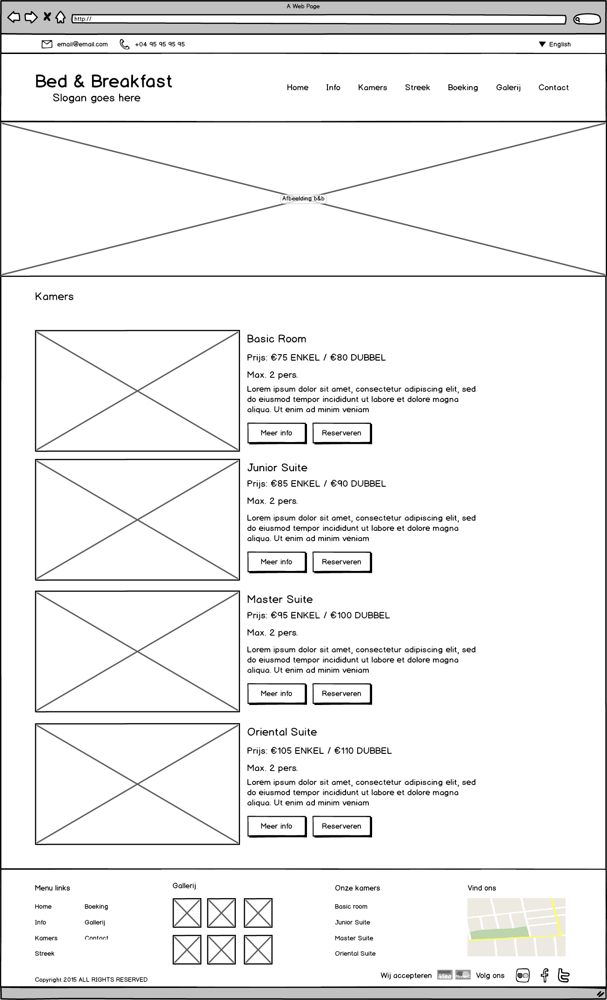 A Web Page
http://
email@email.com +04 95 95 95 95 English
Bed & Breakfast
Slogan goes here
Home Info Kamers Streek Boeking Galerij Contact
Afbeelding b&b
Kamers
Basic Room
Prijs: €75 ENKEL / €80 DUBBEL
Max. 2 pers.
Lorem ipsum dolor sit amet, consectetur adipiscing elit, sed
do eiusmod tempor incididunt ut labore et dolore magna
aliqua. Ut enim ad minim veniam
Meer info Reserveren
Junior Suite
Prijs: €85 ENKEL / €90 DUBBEL
Max. 2 pers.
Lorem ipsum dolor sit amet, consectetur adipiscing elit, sed
do eiusmod tempor incididunt ut labore et dolore magna
aliqua. Ut enim ad minim veniam
Meer info Reserveren
Master Suite
Prijs: €95 ENKEL / €100 DUBBEL
Max. 2 pers.
Lorem ipsum dolor sit amet, consectetur adipiscing elit, sed
do eiusmod tempor incididunt ut labore et dolore magna
aliqua. Ut enim ad minim veniam
Meer info Reserveren
Oriental Suite
Prijs: €105 ENKEL / €110 DUBBEL
Max. 2 pers.
Lorem ipsum dolor sit amet, consectetur adipiscing elit, sed
do eiusmod tempor incididunt ut labore et dolore magna
aliqua. Ut enim ad minim veniam
Meer info Reserveren
Menu links
Home Boeking
Info Gallerij
Kamers Contact
Streek
Gallerij
Onze kamers
Basic room
Junior Suite
Master Suite
Oriental Suite
Vind ons
Wij accepteren Visa MasterC Volg ons
Copyright 2015 ALL RIGHTS RESERVED